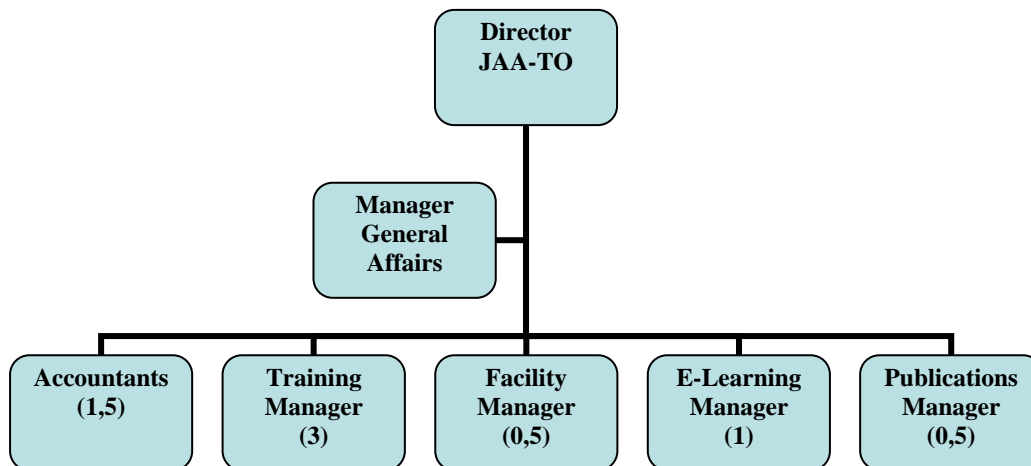 Director
JAA-TO
Manager
General
Affairs
Accountants
(1,5)
Training
Manager
(3)
Facility
Manager
(0,5)
E-Learning
Manager
(1)
Publications
Manager
(0,5)